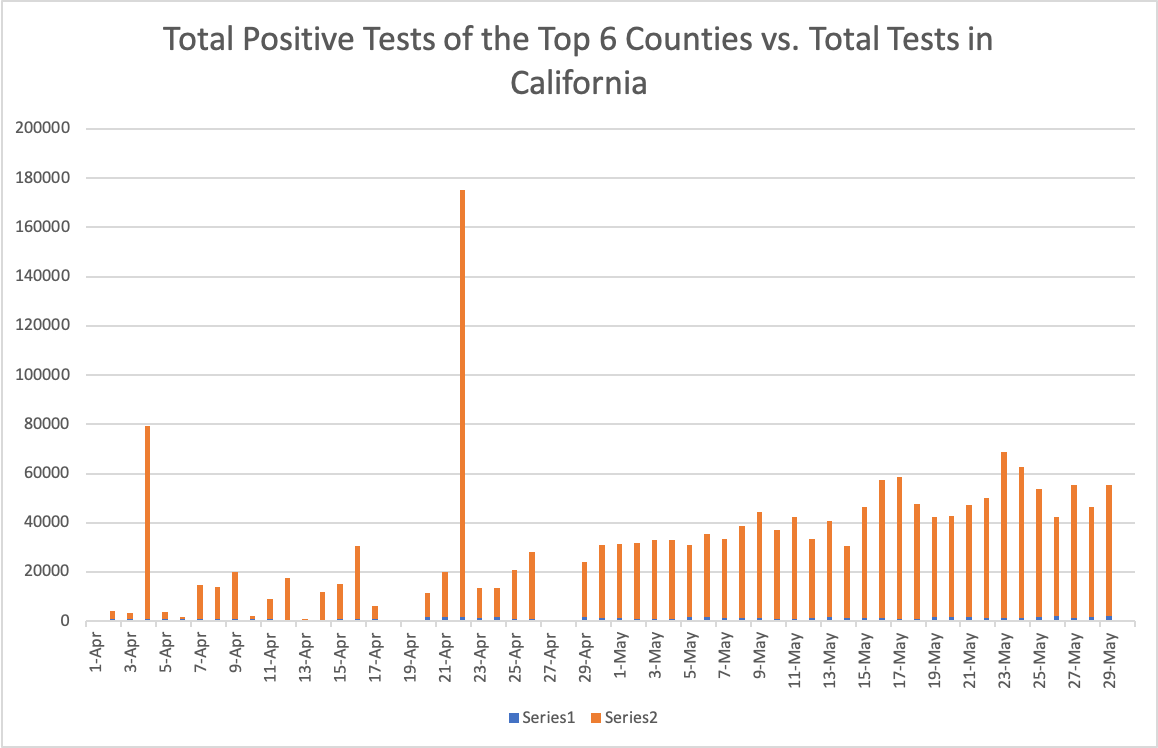 Total Positive Tests of the Top 6 Counties vs. Total Tests in
California
200000
180000
160000
140000
120000
100000
80000
60000
40000
20000
0
1-Apr
3-Apr
5-Apr
7-Apr
9-Apr
11-Apr
13-Apr
15-Apr
17-Apr
19-Apr
21-Apr
23-Apr
25-Apr
27-Apr
29-Apr
1-May
3-May
5-May
7-May
9-May
11-May
13-May
15-May
17-May
19-May
21-May
23-May
25-May
27-May
29-May
Series1 Series2